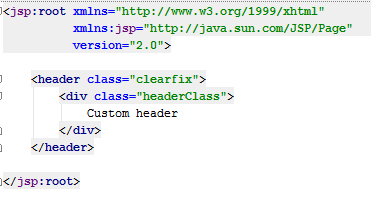 <jsp:root xmlns="http://www.w3.org/1999/xhtml"
xmlns:jsp="http://java.sun.com/JSP/Page"
version="2.0">
<header class="clearfix">
<div class="headerClass">
Custom header
</div>
</header>
</jsp:root>